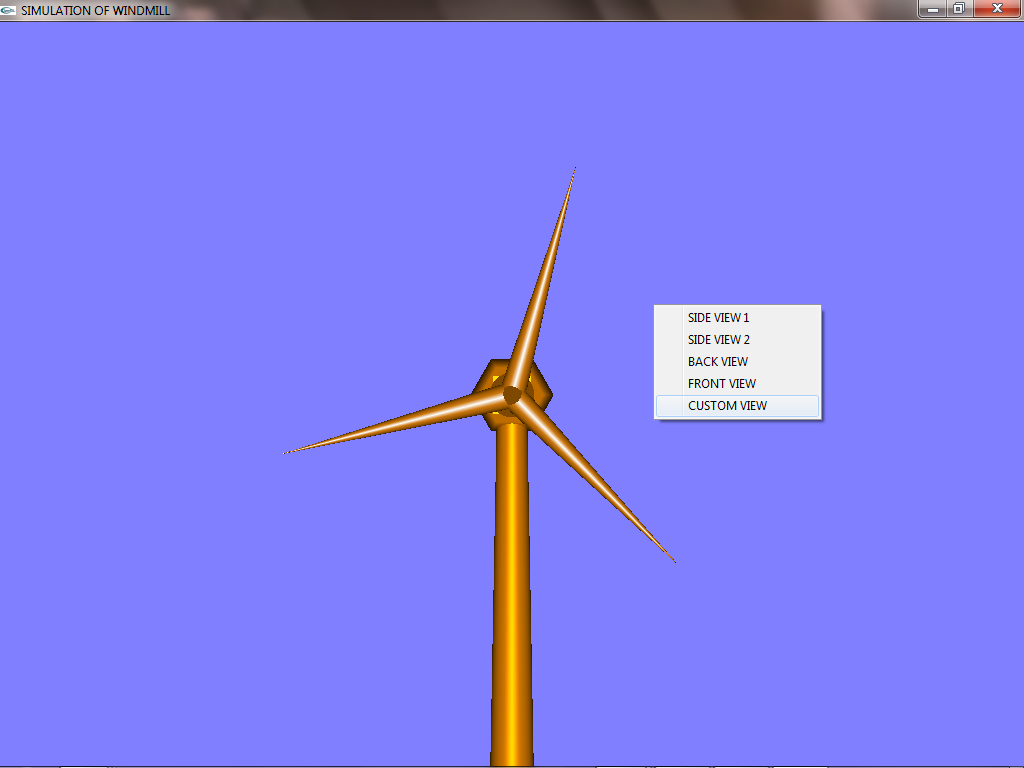 SIMULATION OF WINDMILL
SIDE VIEW 1
SIDE VIEW 2
BACK VIEW
FRONT VIEW
CUSTOM VIEW